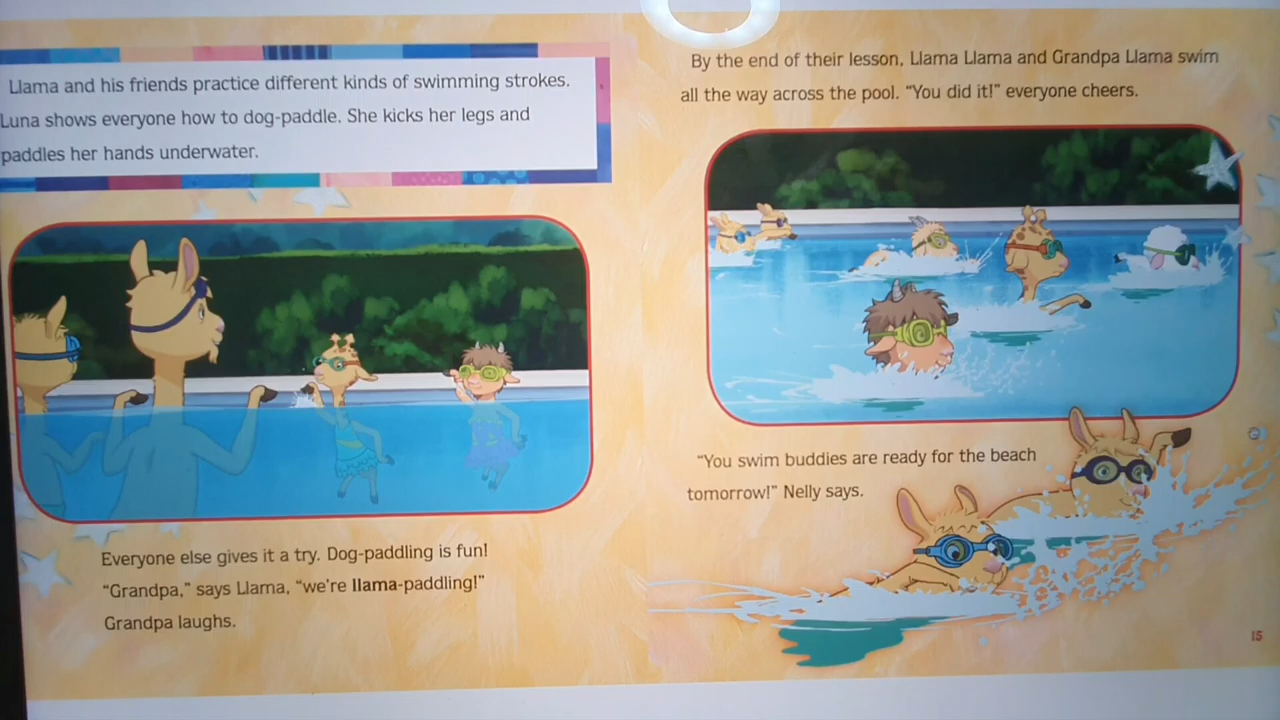 Llama and his friends practice different kinds of swimming strokes.
Luna shows everyone how to dog-paddle. She kicks her legs and
paddles her hands underwater.
Everyone else gives it a try. Dog-paddling is fun!
“Grandpa,” says Llama, “we’re llama-paddling!”
Grandpa laughs.
By the end of their lesson, Llama Llama and Grandpa Llama swim
all the way across the pool. “You did it!” everyone cheers.
“You swim buddies are ready for the beach
tomorrow!” Nelly says.
15